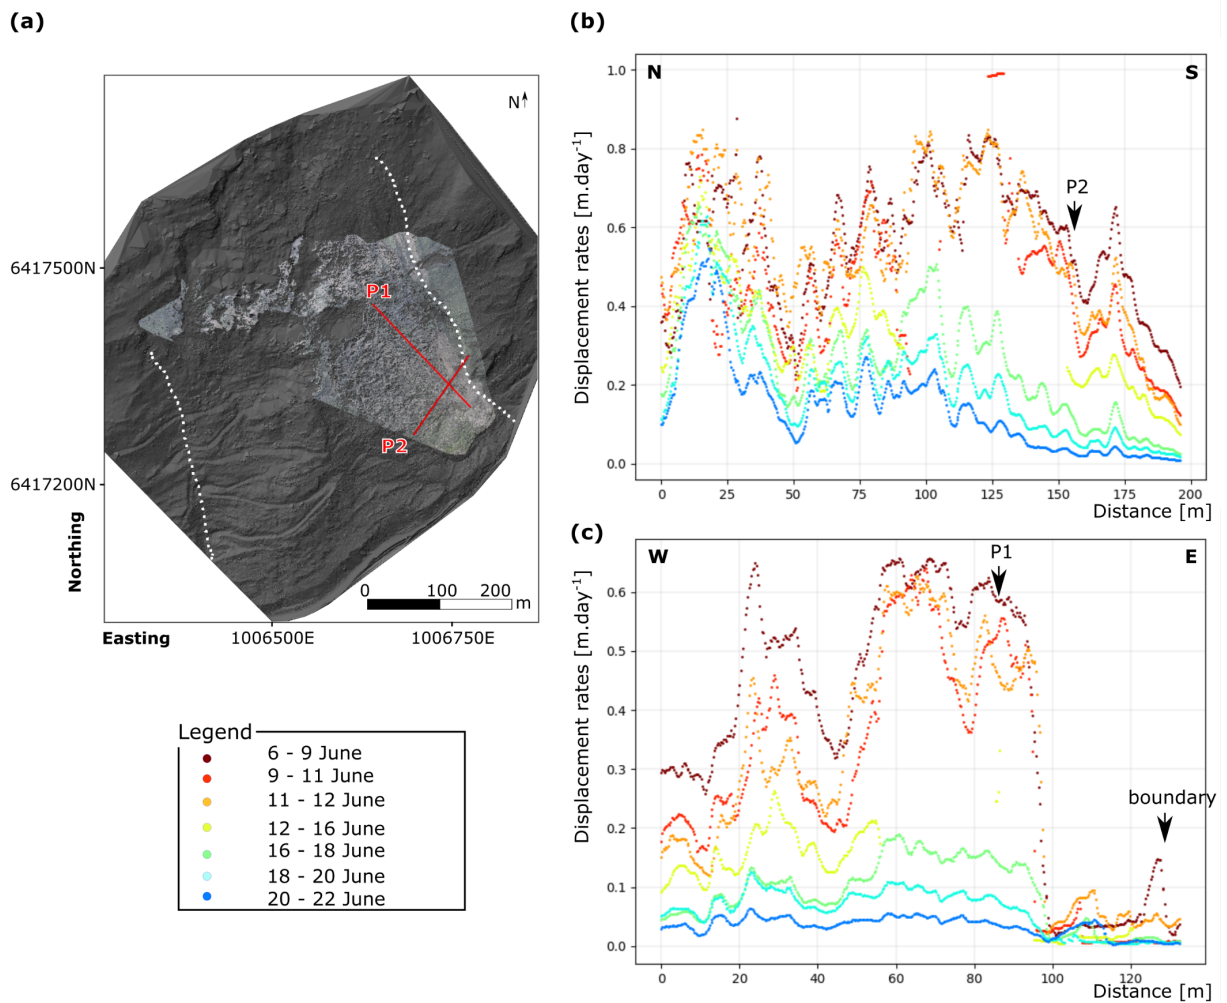 (a)
N
6417500N
P1
P2
6417200N
Northing
0 100 200 m
Easting
1006500E 1006750E
Legend
6 - 9 June
9 - 11 June
11 - 12 June
12 - 16 June
16 - 18 June
18 - 20 June
20 - 22 June
(b)
N S
Displacement rates [m.day⁻¹]
1.0
0.8
0.6
0.4
0.2
0.0
P2
0 25 50 75 100 125 150 175 200
Distance [m]
(c)
W E
Displacement rates [m.day⁻¹]
0.6
0.5
0.4
0.3
0.2
0.1
0.0
P1
boundary
0 20 40 60 80 100 120
Distance [m]